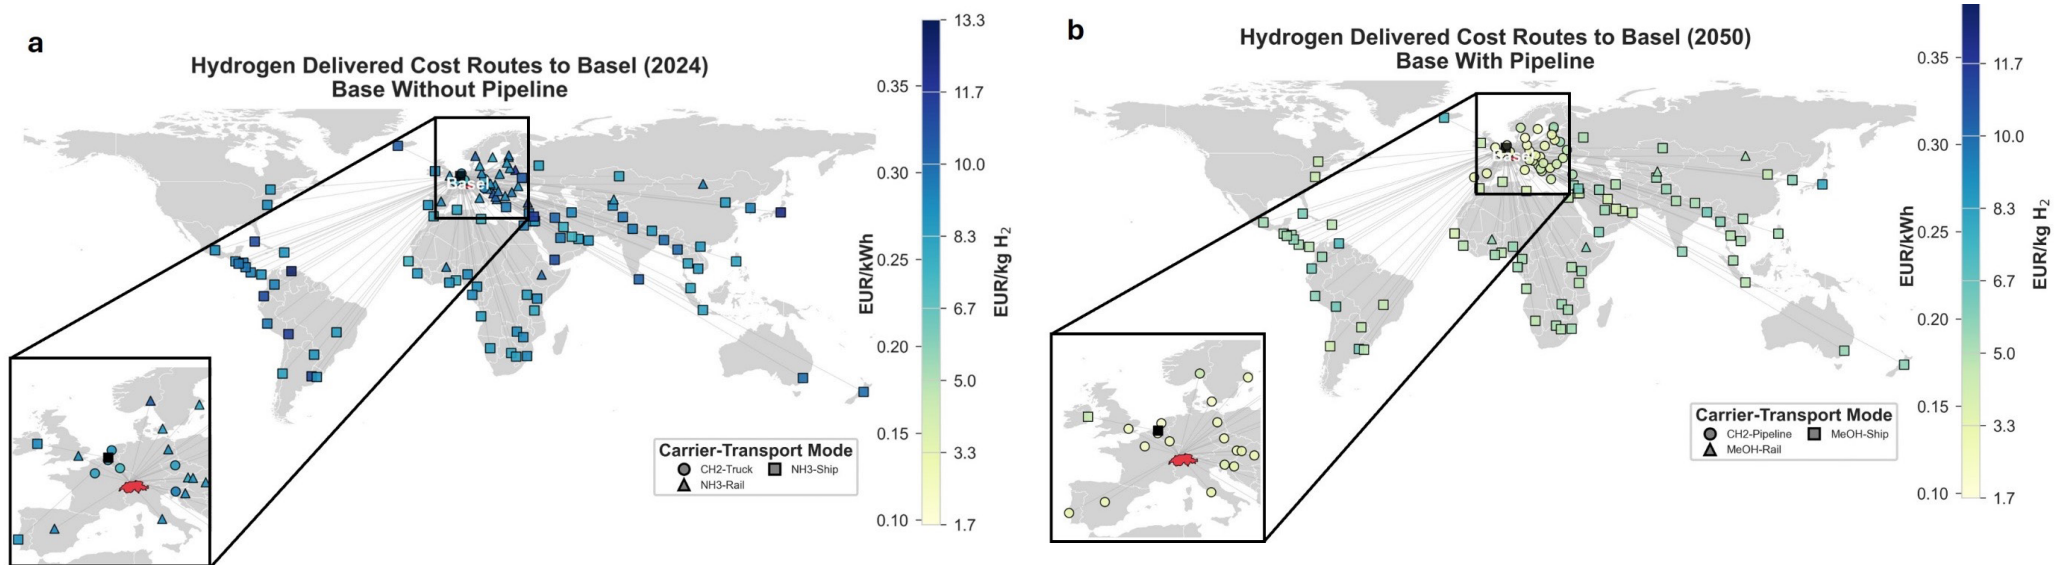 a
Hydrogen Delivered Cost Routes to Basel (2024)
Base Without Pipeline
Basel
Carrier-Transport Mode
CH2-Truck
NH3-Ship
NH3-Rail
EUR/kWh
0.35
0.30
0.25
0.20
0.15
0.10
13.3
11.7
10.0
8.3
6.7
5.0
3.3
1.7
EUR/kg H₂
b
Hydrogen Delivered Cost Routes to Basel (2050)
Base With Pipeline
Basel
Carrier-Transport Mode
CH2-Pipeline
MeOH-Ship
MeOH-Rail
EUR/kWh
0.35
0.30
0.25
0.20
0.15
0.10
11.7
10.0
8.3
6.7
5.0
3.3
1.7
EUR/kg H₂